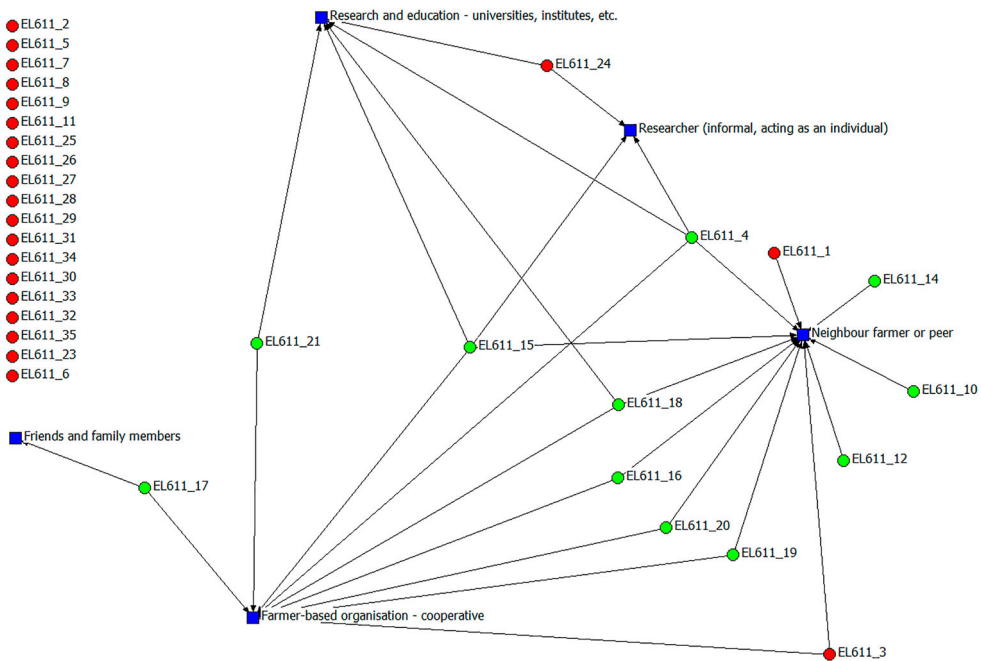 EL611_2
EL611_5
EL611_7
EL611_8
EL611_9
EL611_11
EL611_25
EL611_26
EL611_27
EL611_28
EL611_29
EL611_31
EL611_34
EL611_30
EL611_33
EL611_32
EL611_35
EL611_23
EL611_6
Research and education - universities, institutes, etc.
EL611_24
Researcher (informal, acting as an individual)
EL611_4
EL611_1
EL611_14
Neighbour farmer or peer
EL611_21
EL611_15
EL611_10
EL611_18
Friends and family members
EL611_12
EL611_16
EL611_17
EL611_20
EL611_19
Farmer-based organisation - cooperative
EL611_3